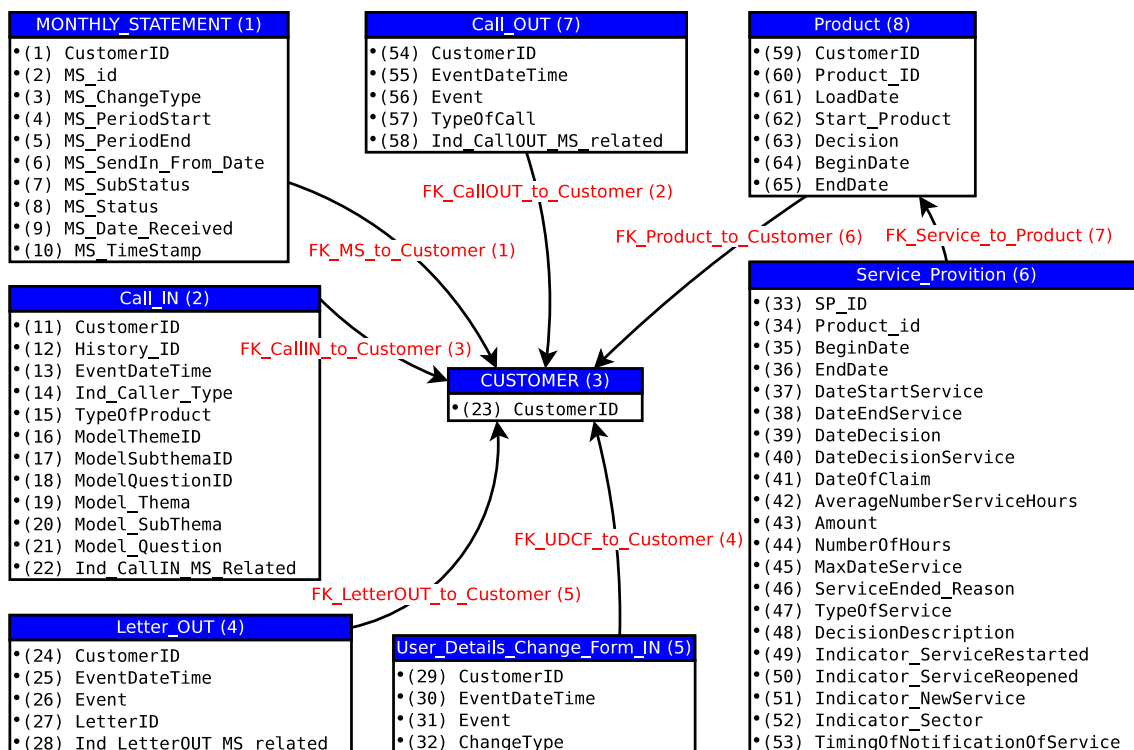 MONTHLY_STATEMENT (1)
•(1) CustomerID
•(2) MS_id
•(3) MS_ChangeType
•(4) MS_PeriodStart
•(5) MS_PeriodEnd
•(6) MS_SendIn_From_Date
•(7) MS_SubStatus
•(8) MS_Status
•(9) MS_Date_Received
•(10) MS_TimeStamp
Call_OUT (7)
•(54) CustomerID
•(55) EventDateTime
•(56) Event
•(57) TypeOfCall
•(58) Ind_CallOUT_MS_related
Product (8)
•(59) CustomerID
•(60) Product_ID
•(61) LoadDate
•(62) Start_Product
•(63) Decision
•(64) BeginDate
•(65) EndDate
FK_CallOUT_to_Customer (2)
FK_MS_to_Customer (1)
FK_Product_to_Customer (6)
FK_Service_to_Product (7)
Call_IN (2)
•(11) CustomerID
•(12) History_ID
•(13) EventDateTime
•(14) Ind_Caller_Type
•(15) TypeOfProduct
•(16) ModelThemeID
•(17) ModelSubthemaID
•(18) ModelQuestionID
•(19) Model_Thema
•(20) Model_SubThema
•(21) Model_Question
•(22) Ind_CallIN_MS_Related
FK_CallIN_to_Customer (3)
CUSTOMER (3)
•(23) CustomerID
Service_Provition (6)
•(33) SP_ID
•(34) Product_id
•(35) BeginDate
•(36) EndDate
•(37) DateStartService
•(38) DateEndService
•(39) DateDecision
•(40) DateDecisionService
•(41) DateOfClaim
•(42) AverageNumberServiceHours
•(43) Amount
•(44) NumberOfHours
•(45) MaxDateService
•(46) ServiceEnded_Reason
•(47) TypeOfService
•(48) DecisionDescription
•(49) Indicator_ServiceRestarted
•(50) Indicator_ServiceReopened
•(51) Indicator_NewService
•(52) Indicator_Sector
•(53) TimingOfNotificationOfService
FK_UDCF_to_Customer (4)
FK_LetterOUT_to_Customer (5)
Letter_OUT (4)
•(24) CustomerID
•(25) EventDateTime
•(26) Event
•(27) LetterID
•(28) Ind_LetterOUT_MS_related
User_Details_Change_Form_IN (5)
•(29) CustomerID
•(30) EventDateTime
•(31) Event
•(32) ChangeType